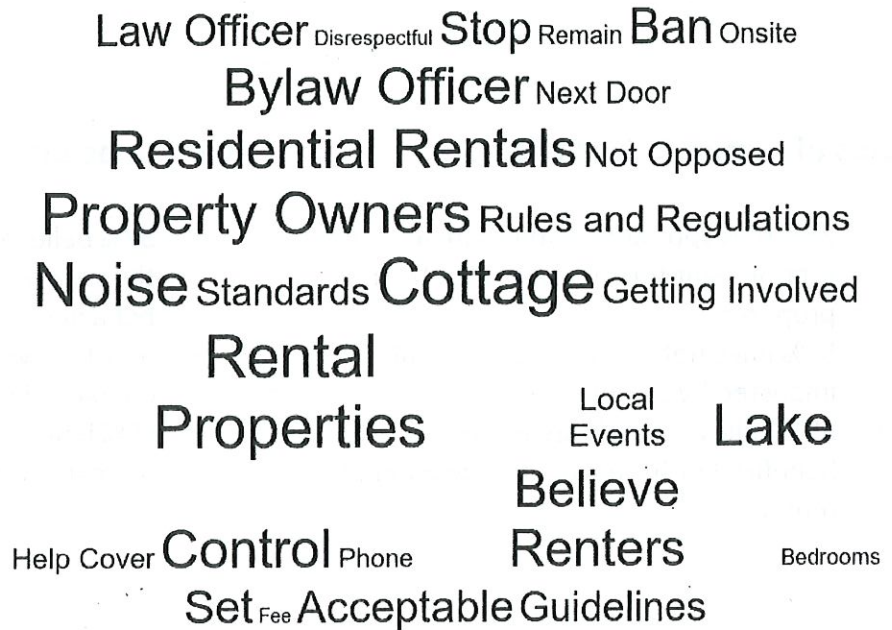 Law Officer Disrespectful Stop Remain Ban Onsite
Bylaw Officer Next Door
Residential Rentals Not Opposed
Property Owners Rules and Regulations
Noise Standards Cottage Getting Involved
Rental
Properties
Local
Events
Lake
Believe
Help Cover Control Phone Renters Bedrooms
Set Fee Acceptable Guidelines